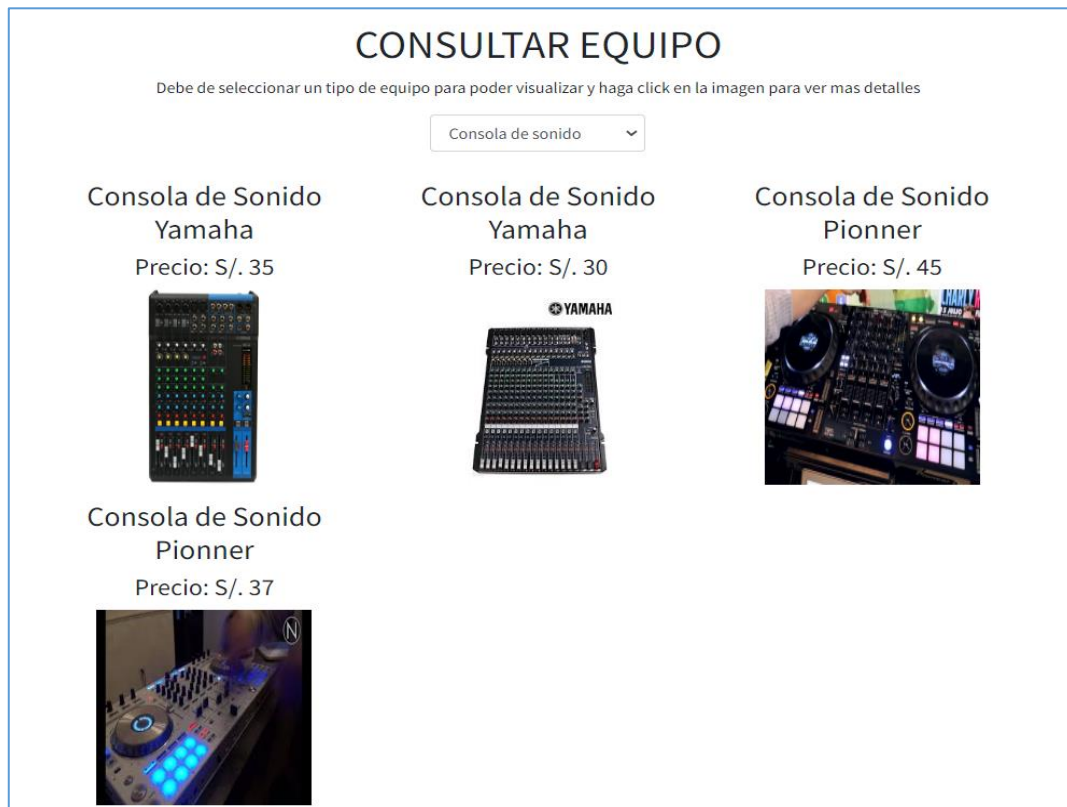 CONSULTAR EQUIPO
Debe de seleccionar un tipo de equipo para poder visualizar y haga click en la imagen para ver mas detalles
Consola de sonido
Consola de Sonido
Yamaha
Precio: S/. 35
Consola de Sonido
Yamaha
Precio: S/. 30
YAMAHA
Consola de Sonido
Pionner
Precio: S/. 45
Consola de Sonido
Pionner
Precio: S/. 37
N